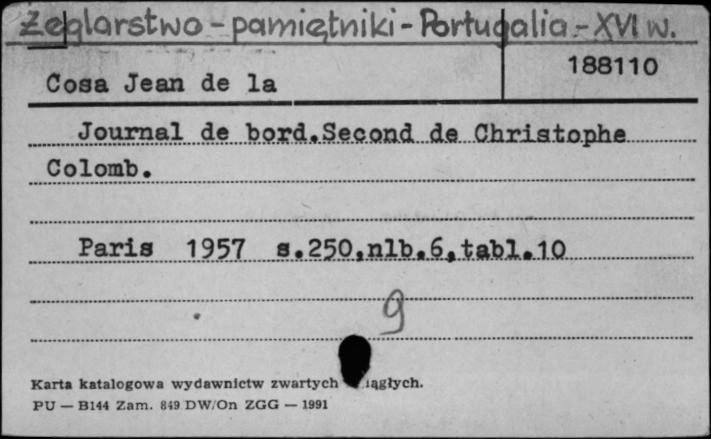 Żeglarstwo - pamiętniki - Portugalia - XVI w.
188110
Cosa Jean de la
Journal de bord.Second de Christophe
Colomb.
Paris 1957 s.250,nlb.6,tabl.10
9
Karta katalogowa wydawnictw zwartych iągłych.
PU — B144 Zam. 849 DW/On ZGG — 1991